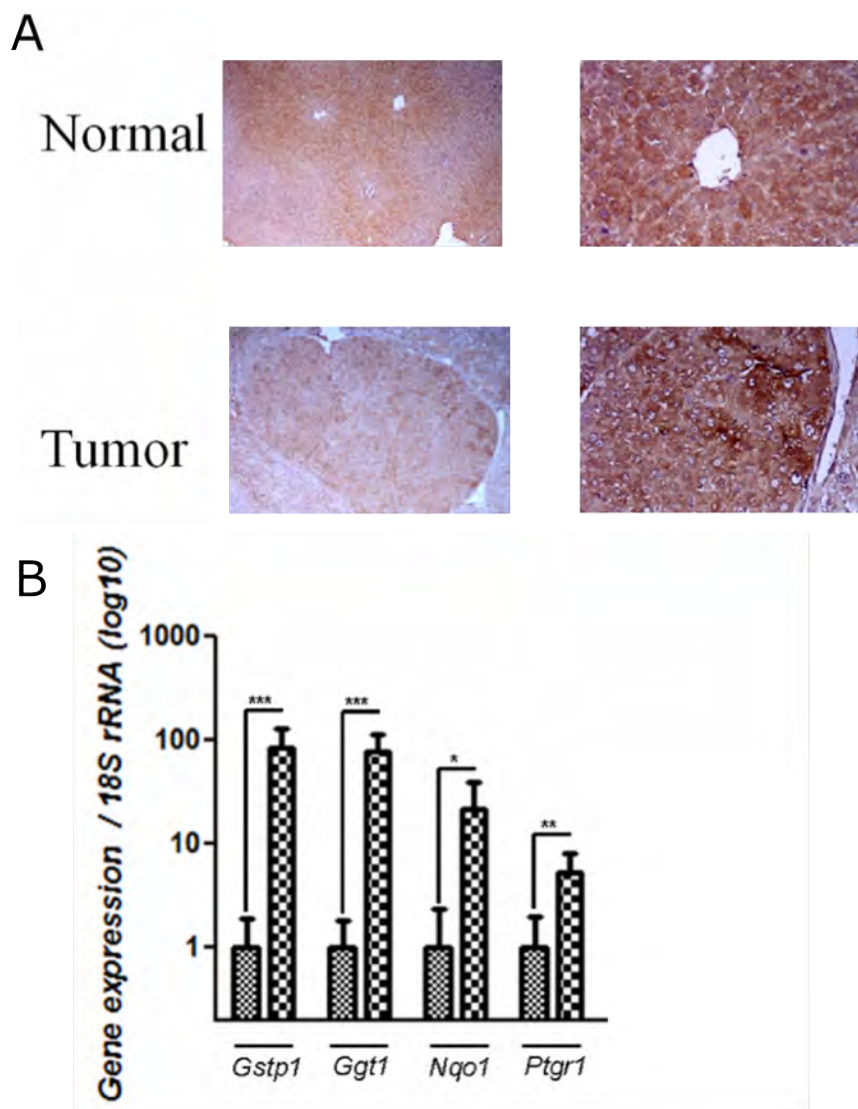 A
Normal
Tumor
B
Gene expression / 18S rRNA (log10)
1000
100
10
1
***
***
*
**
Gstp1
Ggt1
Nqo1
Ptgr1